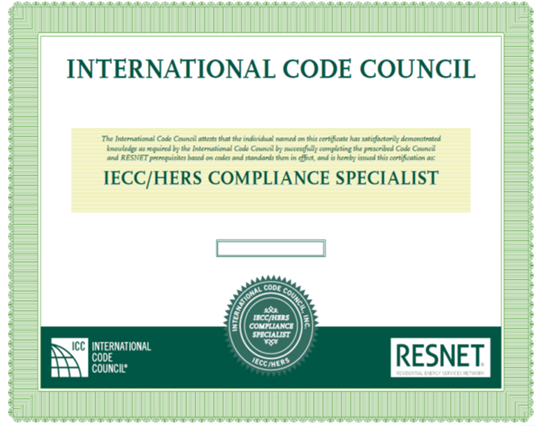 INTERNATIONAL CODE COUNCIL
The International Code Council attests that the individual named on this certificate has satisfactorily demonstrated
knowledge as required by the International Code Council by successfully completing the prescribed Code Council
and RESNET prerequisites based on codes and standards then in effect, and is hereby issued this certification as:
IECC/HERS COMPLIANCE SPECIALIST
INTERNATIONAL CODE COUNCIL, INC.
IECC/HERS
COMPLIANCE
SPECIALIST
IECC/HERS
ICC
INTERNATIONAL
CODE
COUNCIL®
RESNET®
RESIDENTIAL ENERGY SERVICES NETWORK